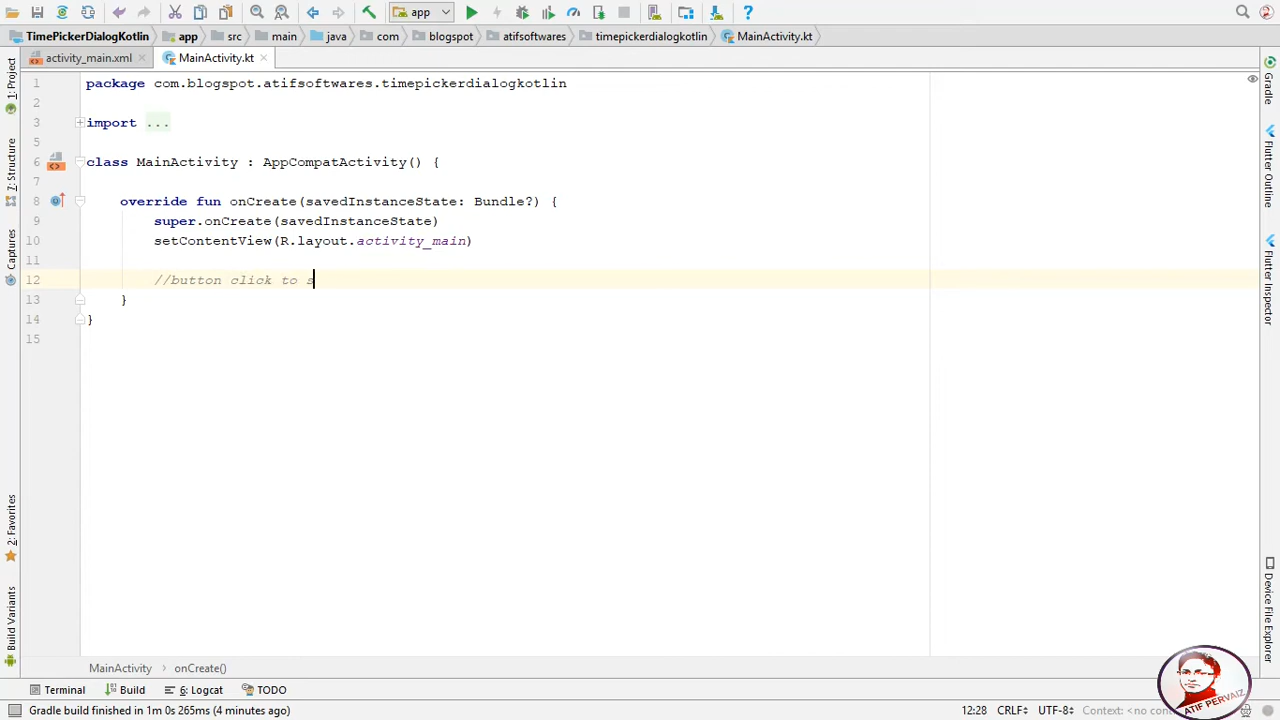 app
TimePickerDialogKotlin app src main java com blogspot atifsoftwares timepickerdialogkotlin MainActivity.kt
activity_main.xml MainActivity.kt
1 package com.blogspot.atifsoftwares.timepickerdialogkotlin
2
3 import ...
5
6 class MainActivity : AppCompatActivity() {
7
8 override fun onCreate(savedInstanceState: Bundle?) {
9 super.onCreate(savedInstanceState)
10 setContentView(R.layout.activity_main)
11
12 //button click to s
13 }
14 }
15
1: Project
7: Structure
Captures
2: Favorites
Build Variants
Gradle
Flutter Outline
Flutter Inspector
Device File Explorer
MainActivity onCreate()
Terminal Build 6: Logcat TODO
Gradle build finished in 1m 0s 265ms (4 minutes ago) 12:28 CRLF UTF-8 Context: <no
ATIF PERVAIZ